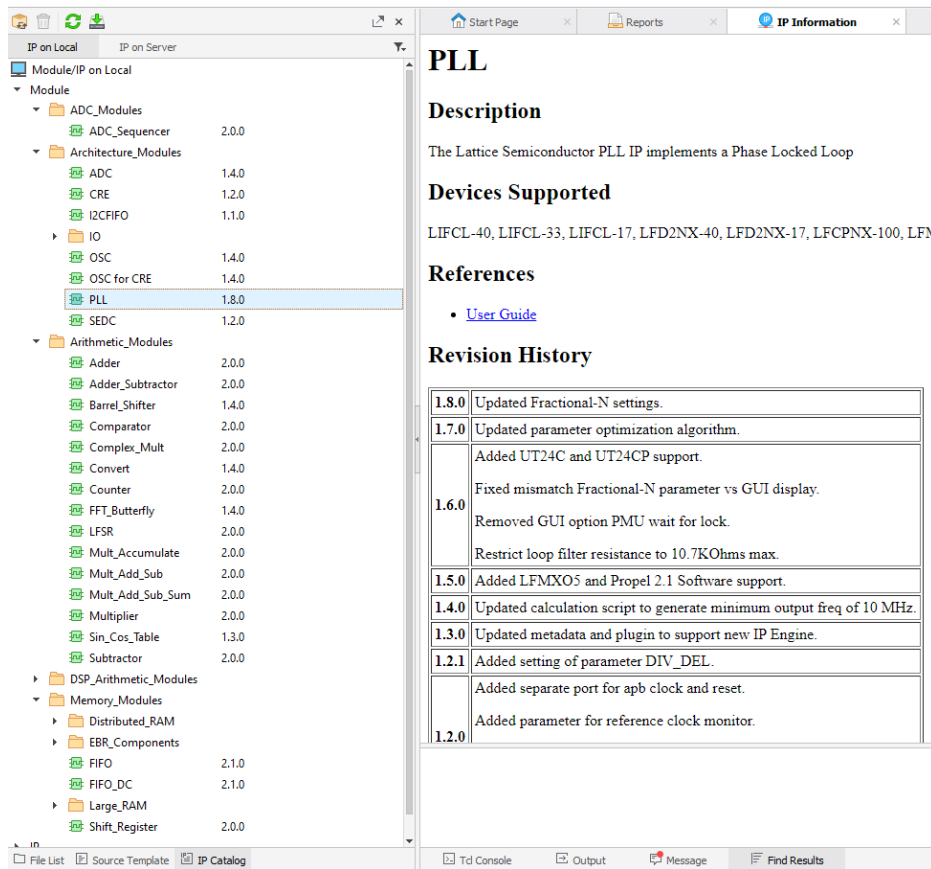 IP on Local IP on Server
Module/IP on Local
Module
ADC_Modules
ADC_Sequencer 2.0.0
Architecture_Modules
ADC 1.4.0
CRE 1.2.0
I2CFIFO 1.1.0
IO
OSC 1.4.0
OSC for CRE 1.4.0
PLL 1.8.0
SEDC 1.2.0
Arithmetic_Modules
Adder 2.0.0
Adder_Subtractor 2.0.0
Barrel_Shifter 1.4.0
Comparator 2.0.0
Complex_Mult 2.0.0
Convert 1.4.0
Counter 2.0.0
FFT_Butterfly 1.4.0
LFSR 2.0.0
Mult_Accumulate 2.0.0
Mult_Add_Sub 2.0.0
Mult_Add_Sub_Sum 2.0.0
Multiplier 2.0.0
Sin_Cos_Table 1.3.0
Subtractor 2.0.0
DSP_Arithmetic_Modules
Memory_Modules
Distributed_RAM
EBR_Components
FIFO 2.1.0
FIFO_DC 2.1.0
Large_RAM
Shift_Register 2.0.0
IP
File List Source Template IP Catalog
Start Page Reports IP Information
PLL
Description
The Lattice Semiconductor PLL IP implements a Phase Locked Loop
Devices Supported
LIFCL-40, LIFCL-33, LIFCL-17, LFD2NX-40, LFD2NX-17, LFCPNX-100, LFM
References
User Guide
Revision History
1.8.0 Updated Fractional-N settings.
1.7.0 Updated parameter optimization algorithm.
Added UT24C and UT24CP support.
Fixed mismatch Fractional-N parameter vs GUI display.
1.6.0
Removed GUI option PMU wait for lock.
Restrict loop filter resistance to 10.7KOhms max.
1.5.0 Added LFMXO5 and Propel 2.1 Software support.
1.4.0 Updated calculation script to generate minimum output freq of 10 MHz.
1.3.0 Updated metadata and plugin to support new IP Engine.
1.2.1 Added setting of parameter DIV_DEL.
Added separate port for apb clock and reset.
Added parameter for reference clock monitor.
1.2.0
Tcl Console Output Message Find Results